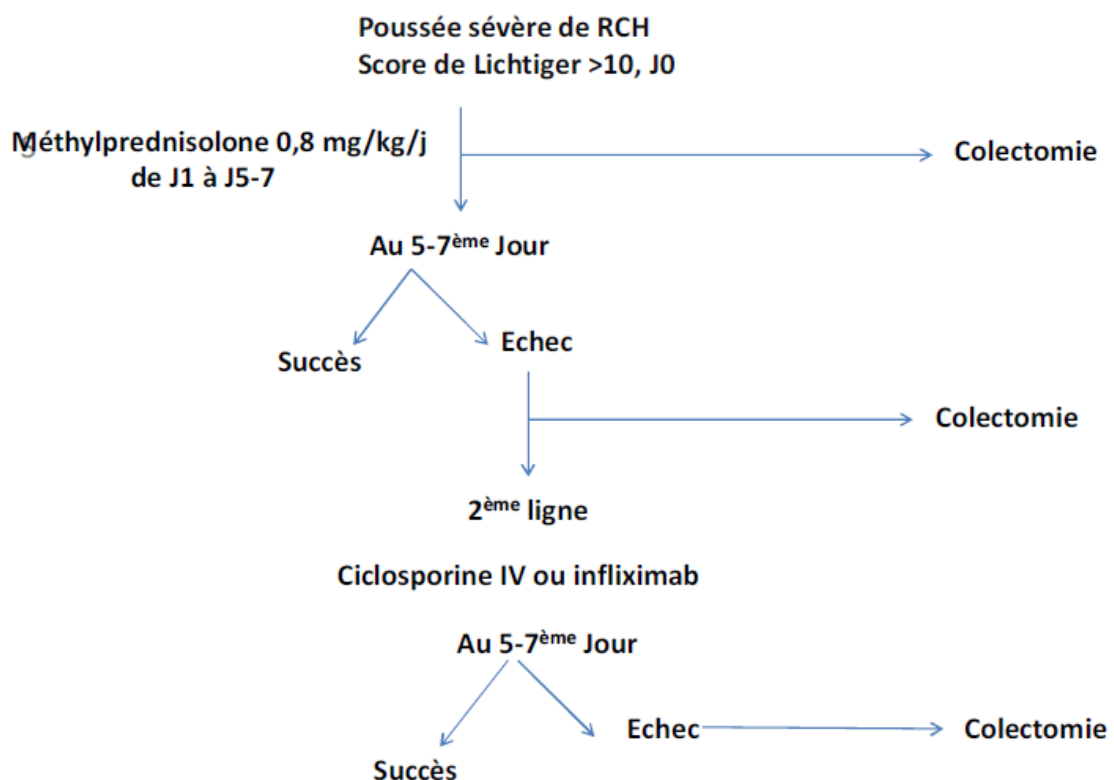 Poussée sévère de RCH
Score de Lichtiger >10, J0
Méthylprednisolone 0,8 mg/kg/j
de J1 à J5-7
Colectomie
Au 5-7ème Jour
Succès
Echec
Colectomie
2ème ligne
Ciclosporine IV ou infliximab
Au 5-7ème Jour
Echec
Colectomie
Succès